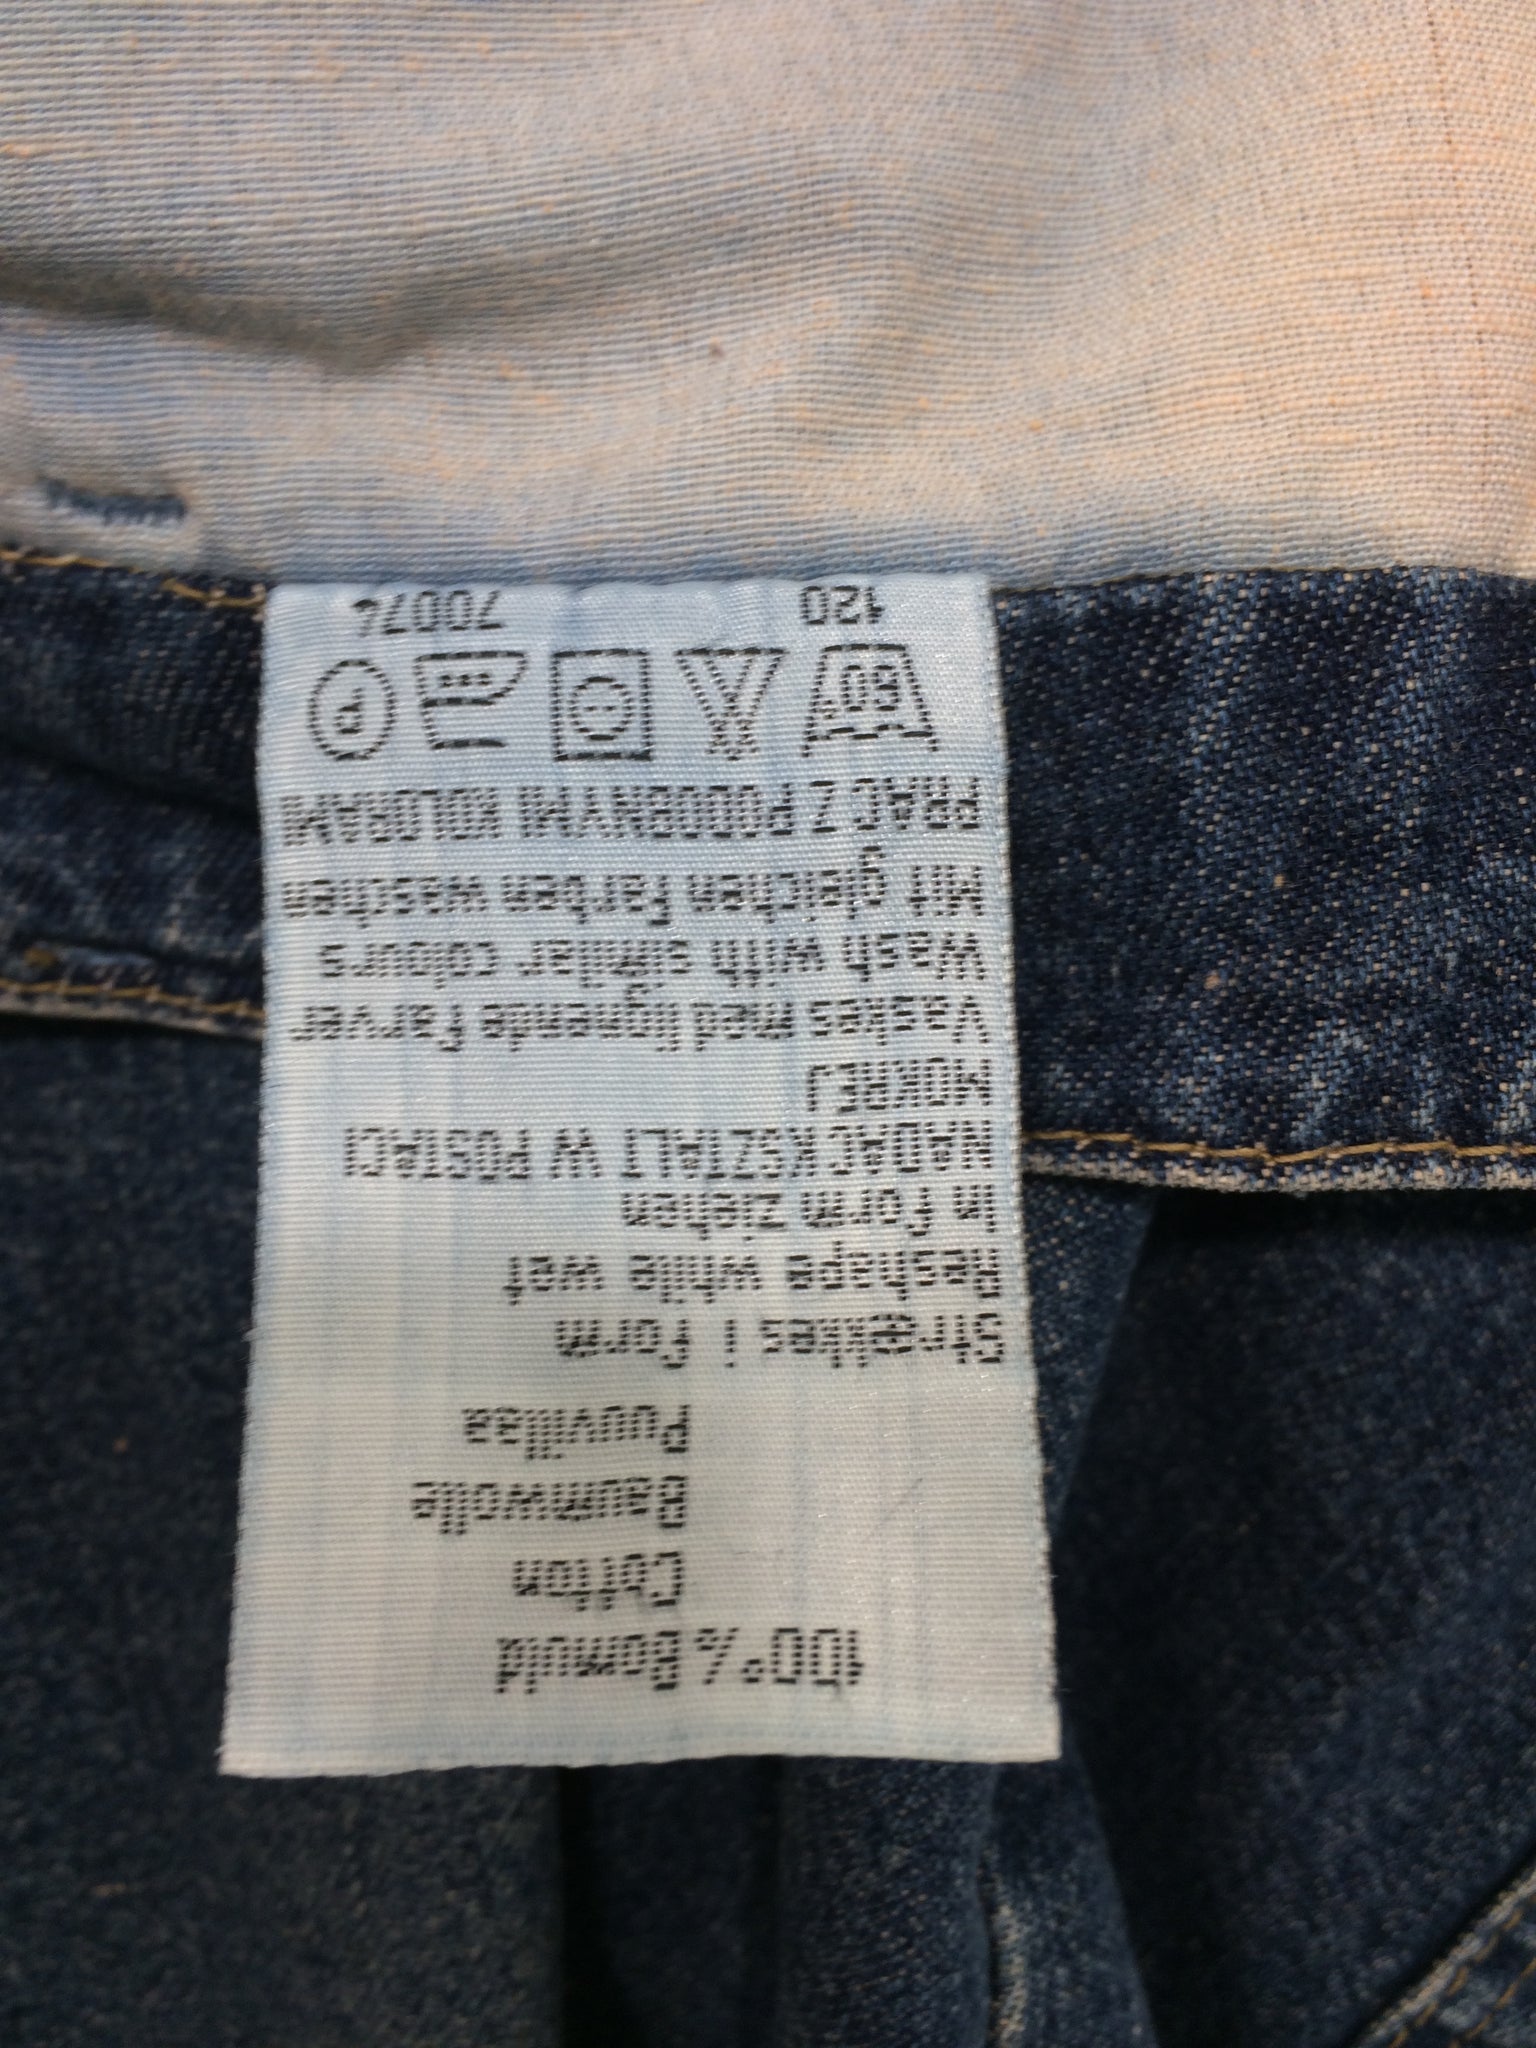 100% Bomuld
Cotton
Baumwolle
Puuvillaa
Strækkes i form
Reshape while wet
In form ziehen
NADAC KSZTALT W POSTACI
MOKREJ
Vaskes med lignende farver
Wash with similar colours
Mit gleichen farben waschen
PRAC Z PODOBNYMI KOLORAMI
60 P
120 70074